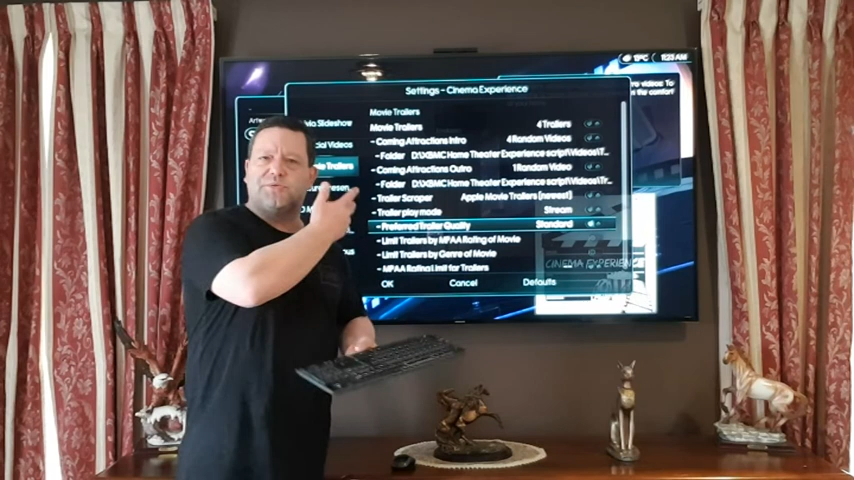 13°C 11:23 AM
Settings - Cinema Experience
Movie Trailers
Movie Trailers 4 Trailers
- Coming Attractions Intro 4 Random Videos
- Folder D:\XBMC Home Theater Experience script\Videos\T...
- Coming Attractions Outro 1 Random Video
- Folder D:\XBMC Home Theater Experience script\Videos\Tr...
- Trailer Scraper Apple Movie Trailers [newest]
- Trailer play mode Stream
- Preferred Trailer Quality Standard
- Limit Trailers by MPAA Rating of Movie
- Limit Trailers by Genre of Movie
- MPAA Rating Limit for Trailers
OK Cancel Defaults
Slideshow
Videos
Trailers
CINEMA EXPERIENCE